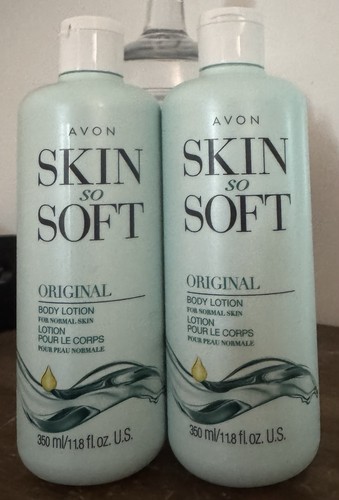 AVON
SKIN
so
SOFT
ORIGINAL
BODY LOTION
FOR NORMAL SKIN
LOTION
POUR LE CORPS
POUR PEAU NORMALE
350 ml/11.8 fl. oz. U.S.
AVON
SKIN
so
SOFT
ORIGINAL
BODY LOTION
FOR NORMAL SKIN
LOTION
POUR LE CORPS
POUR PEAU NORMALE
350 ml/11.8 fl. oz. U.S.